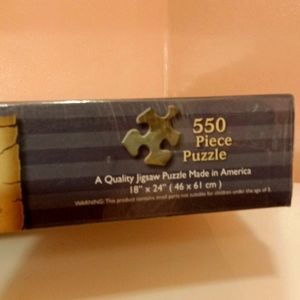 550
Piece
Puzzle
A Quality Jigsaw Puzzle Made in America
18" x 24" ( 46 x 61 cm )
WARNING: This product contains small parts not suitable for children under the age of 3.